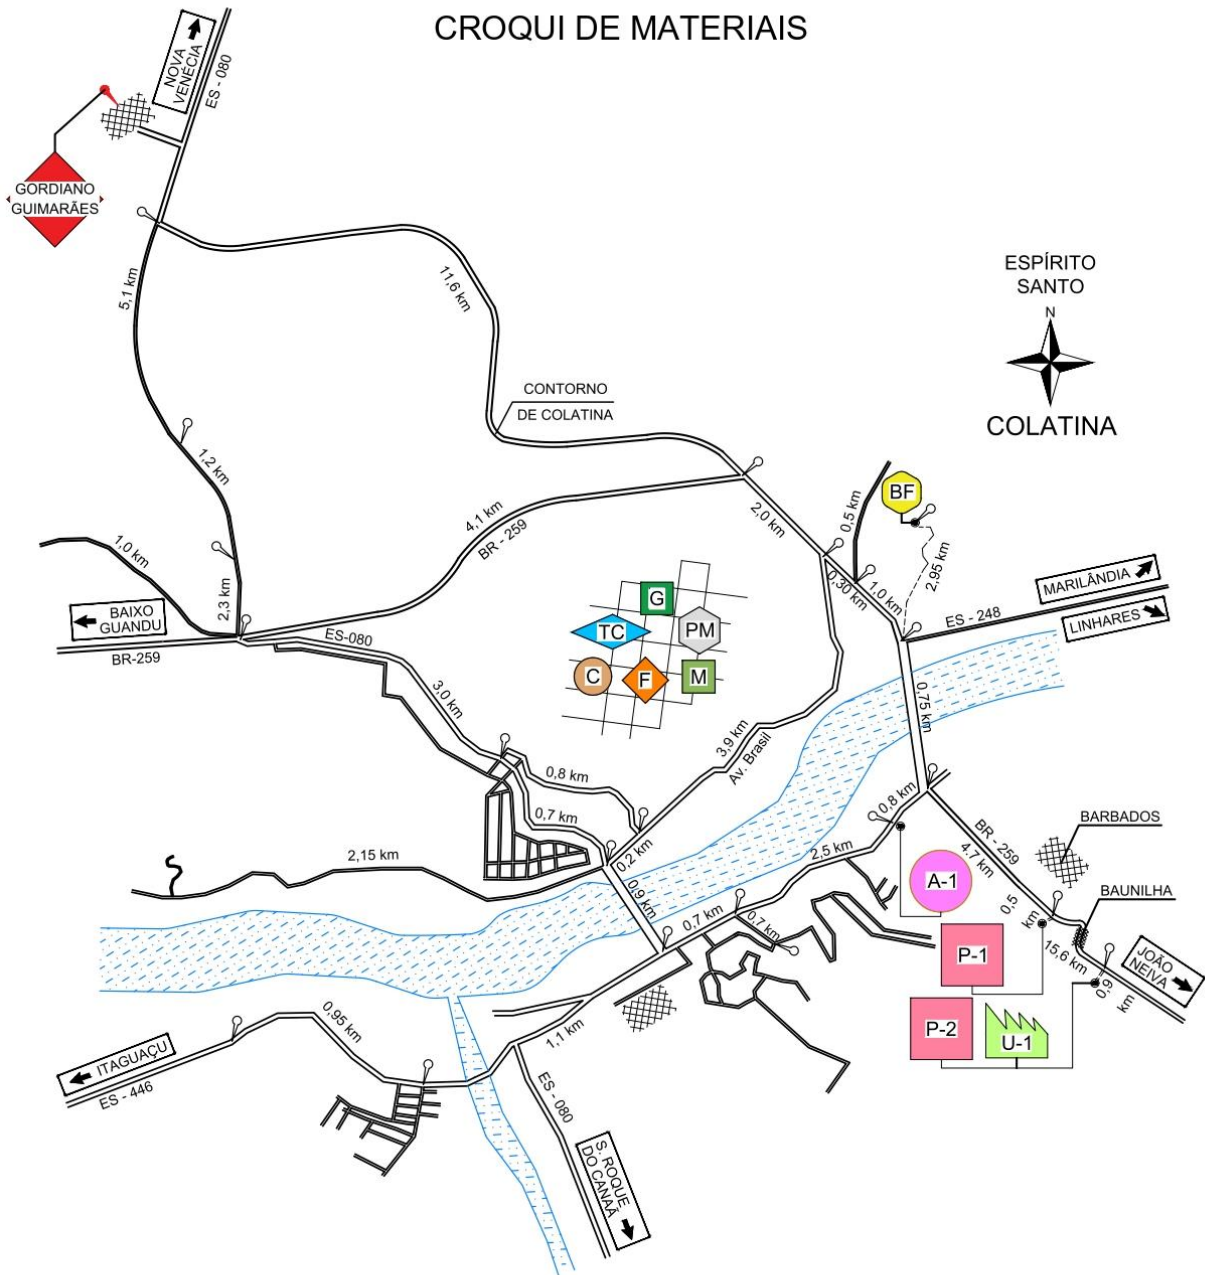 CROQUI DE MATERIAIS
NOVA
VENÉCIA
ES - 080
GORDIANO
GUIMARÃES
5,1 km
11,6 km
ESPÍRITO
SANTO
N
COLATINA
CONTORNO
DE COLATINA
1,2 km
4,1 km
BR - 259
2,0 km
0,5 km
BF
2,95 km
1,0 km
2,3 km
0,30 km
1,0 km
MARILÂNDIA
LINHARES
ES - 248
BAIXO
GUANDU
BR-259
ES-080
G
TC
PM
C
F
M
3,0 km
0,75 km
3,9 km
Av. Brasil
0,8 km
0,7 km
0,2 km
0,8 km
BR - 259
4,7 km
BARBADOS
2,15 km
0,9 km
2,5 km
A-1
BAUNILHA
0,7 km
0,7 km
0,5
km
P-1
15,6 km
JOÃO
NEIVA
0,9
km
P-2
U-1
0,95 km
1,1 km
ITAGUAÇU
ES - 446
ES - 080
S. ROQUE
DO CANAÃ